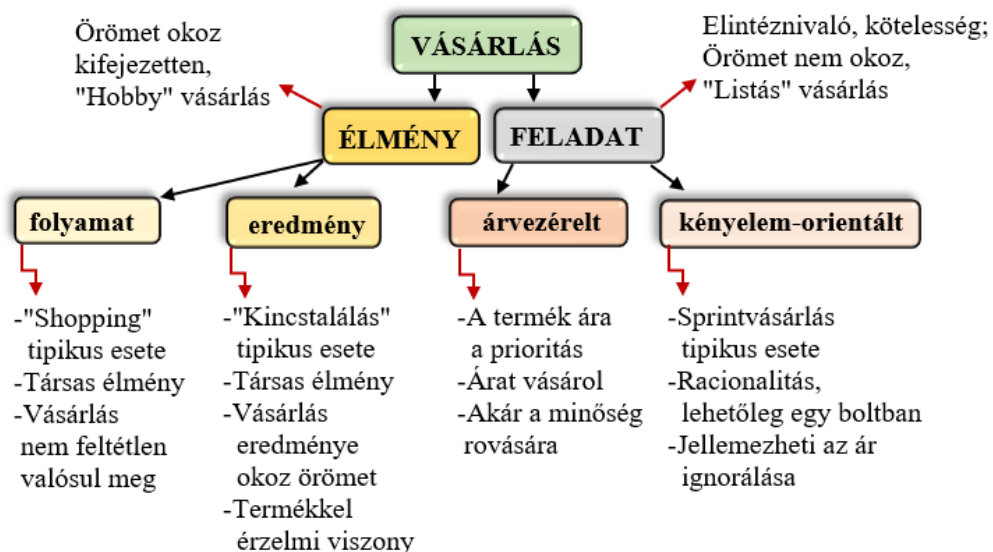 Örömet okoz
kifejezetten,
"Hobby" vásárlás
VÁSÁRLÁS
Elintéznivaló, kötelesség;
Örömet nem okoz,
"Listás" vásárlás
ÉLMÉNY
FELADAT
folyamat
eredmény
árvezérelt
kényelem-orientált
-"Shopping"
tipikus esete
-Társas élmény
-Vásárlás
nem feltétlen
valósul meg
-"Kincstalálás"
tipikus esete
-Társas élmény
-Vásárlás
eredménye
okoz örömet
-Termékkel
érzelmi viszony
-A termék ára
a prioritás
-Árat vásárol
-Akár a minőség
rovására
-Sprintvásárlás
tipikus esete
-Racionalitás,
lehetőleg egy boltban
-Jellemezheti az ár
ignorálása